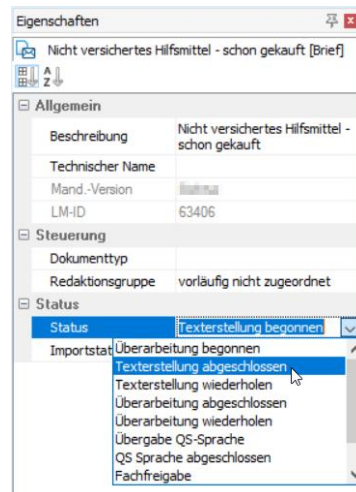 Eigenschaften
Nicht versichertes Hilfsmittel - schon gekauft [Brief]
A
Z
Allgemein
Beschreibung Nicht versichertes Hilfsmittel -
schon gekauft
Technischer Name
Mand.-Version
LM-ID 63406
Steuerung
Dokumenttyp
Redaktionsgruppe vorläufig nicht zugeordnet
Status
Status Texterstellung begonnen
Importstat
Überarbeitung begonnen
Texterstellung abgeschlossen
Texterstellung wiederholen
Überarbeitung abgeschlossen
Überarbeitung wiederholen
Übergabe QS-Sprache
QS Sprache abgeschlossen
Fachfreigabe